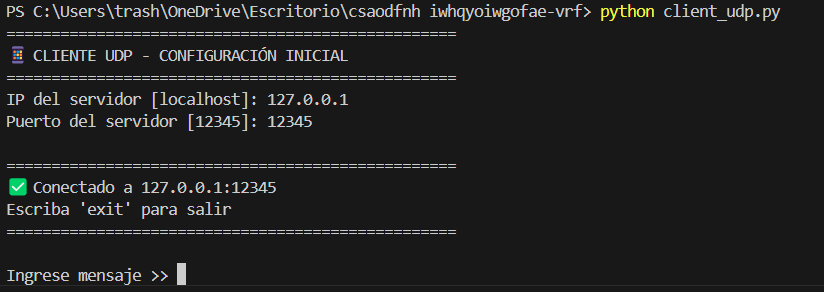 PS C:\Users\trash\OneDrive\Escritorio\csaodfnh iwhqyoiwgofae-vrf> python client_udp.py
==================================================
📱 CLIENTE UDP - CONFIGURACIÓN INICIAL
==================================================
IP del servidor [localhost]: 127.0.0.1
Puerto del servidor [12345]: 12345
==================================================
✅ Conectado a 127.0.0.1:12345
Escriba 'exit' para salir
==================================================
Ingrese mensaje >>